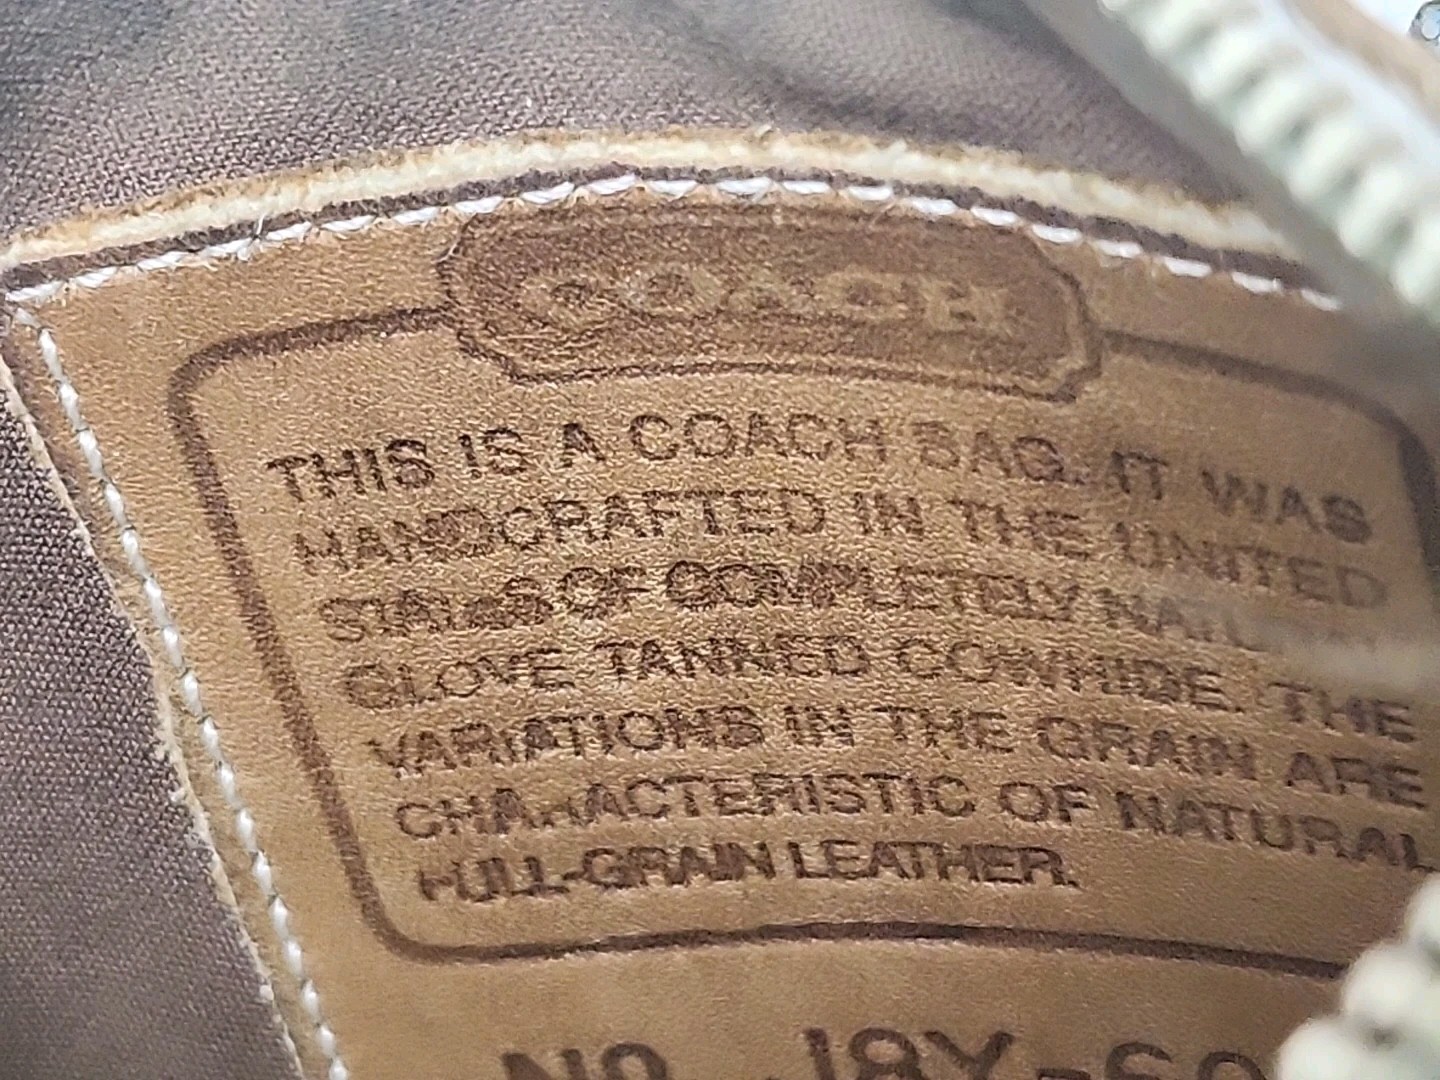 COACH
THIS IS A COACH BAG. IT WAS
HANDCRAFTED IN THE UNITED
STATES OF COMPLETELY
GLOVE TANNED COWHIDE. THE
VARIATIONS IN THE GRAIN ARE
CHARACTERISTIC OF NATURAL
FULL-GRAIN LEATHER.
NO